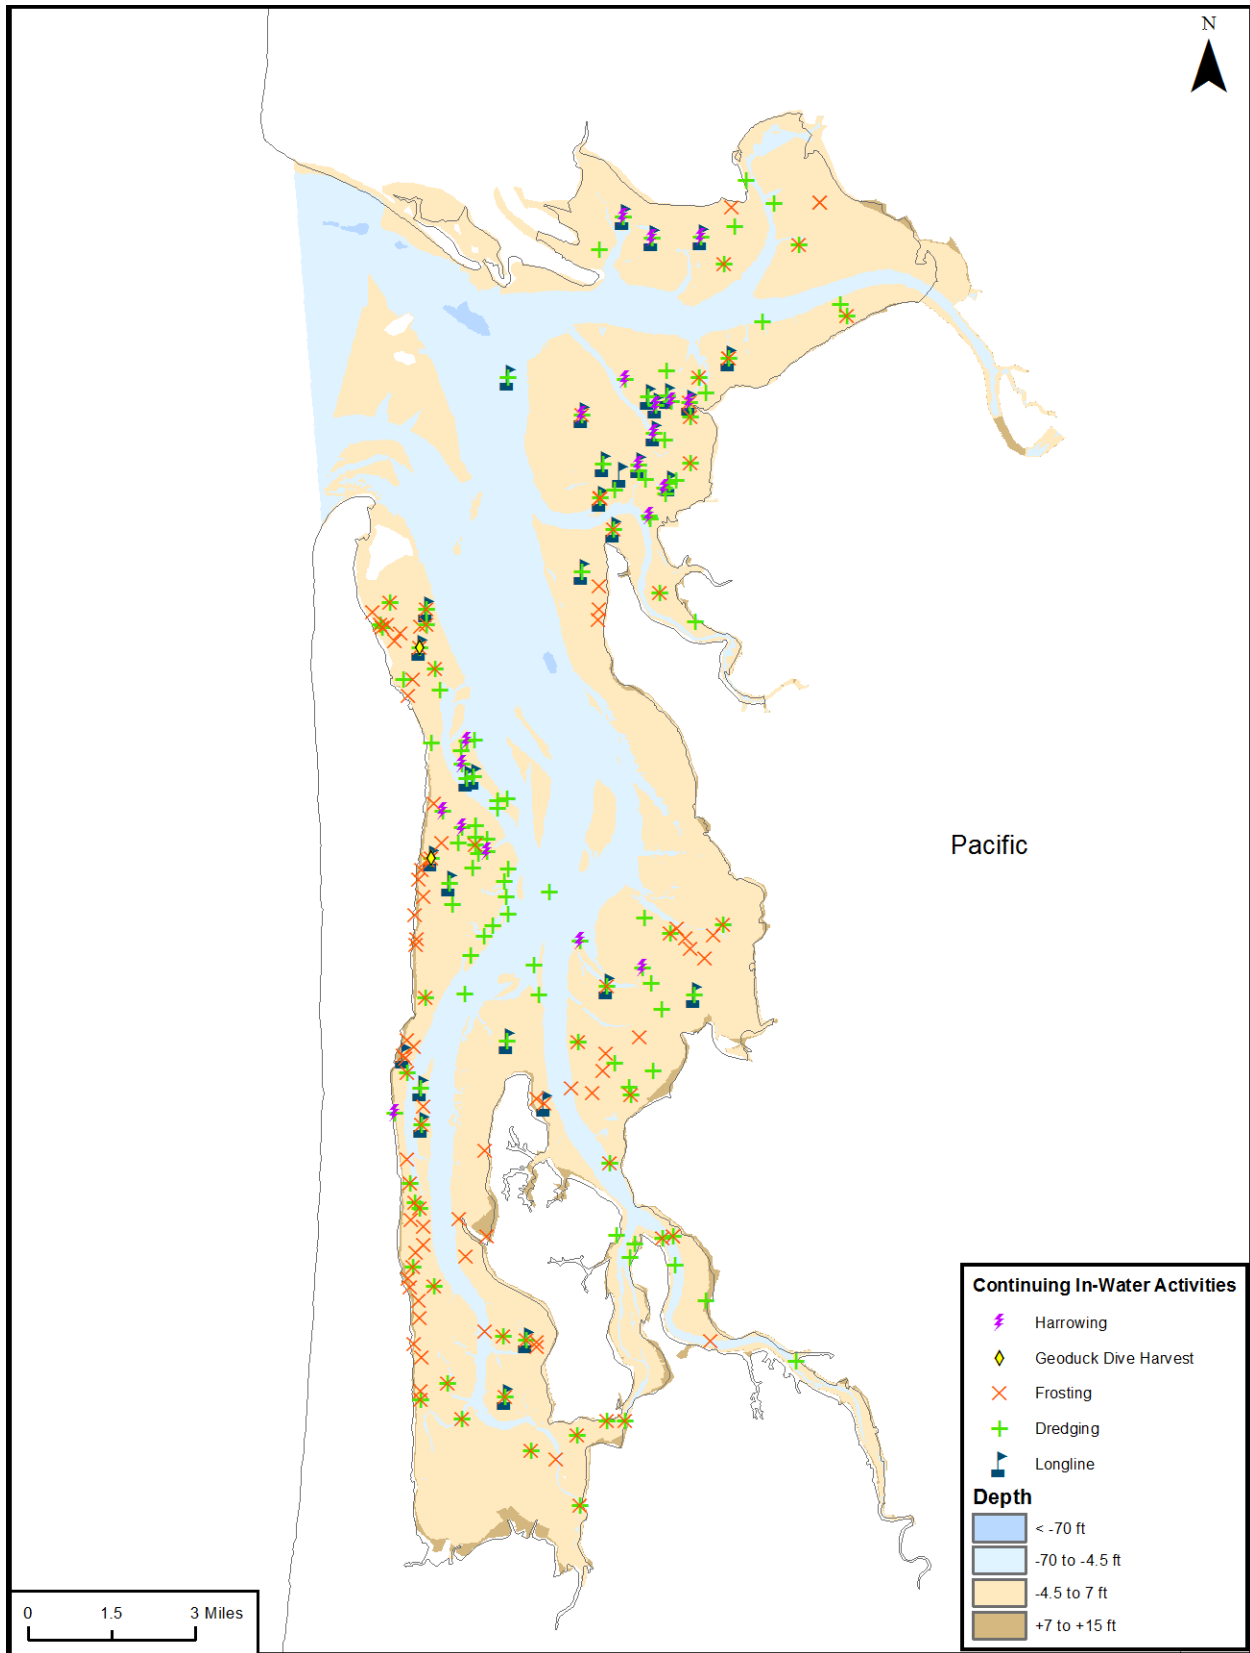 N
Pacific
Continuing In-Water Activities
Harrowing
Geoduck Dive Harvest
Frosting
Dredging
Longline
Depth
< -70 ft
-70 to -4.5 ft
-4.5 to 7 ft
+7 to +15 ft
0 1.5 3 Miles